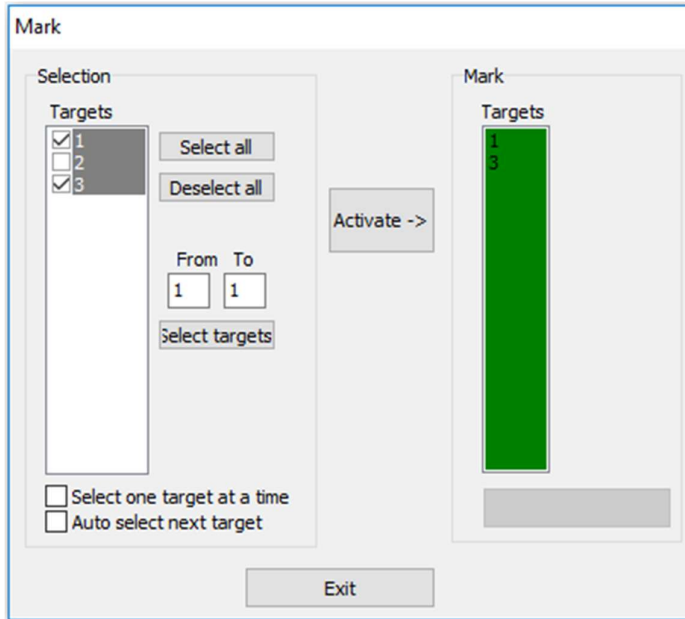 Mark
Selection
Targets
1
2
3
Select all
Deselect all
From To
1 1
Select targets
Select one target at a time
Auto select next target
Activate ->
Mark
Targets
1
3
Exit